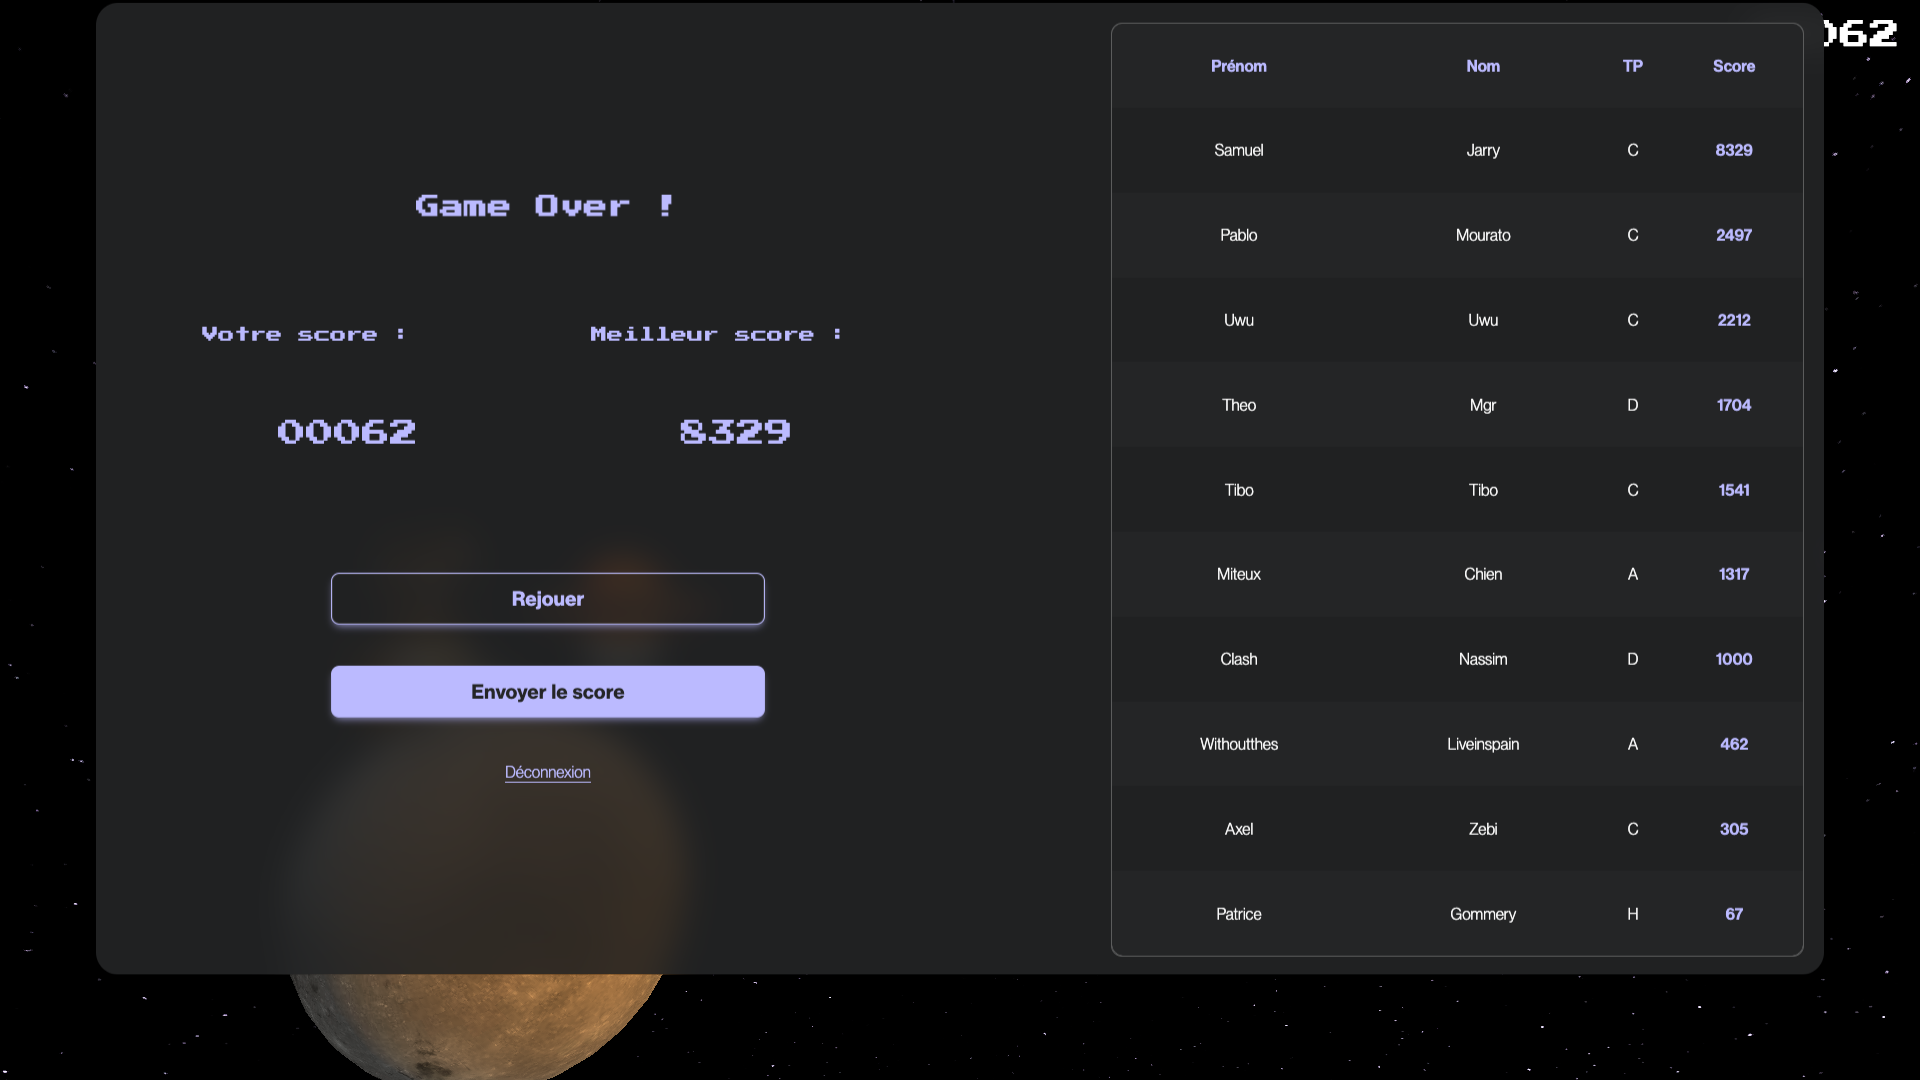 Game Over !
Votre score :
Meilleur score :
00062
8329
Rejouer
Envoyer le score
Déconnexion
Prénom Nom TP Score
Samuel Jarry C 8329
Pablo Mourato C 2497
Uwu Uwu C 2212
Theo Mgr D 1704
Tibo Tibo C 1541
Miteux Chien A 1317
Clash Nassim D 1000
Withoutthes Liveinspain A 462
Axel Zebi C 305
Patrice Gommery H 67
62